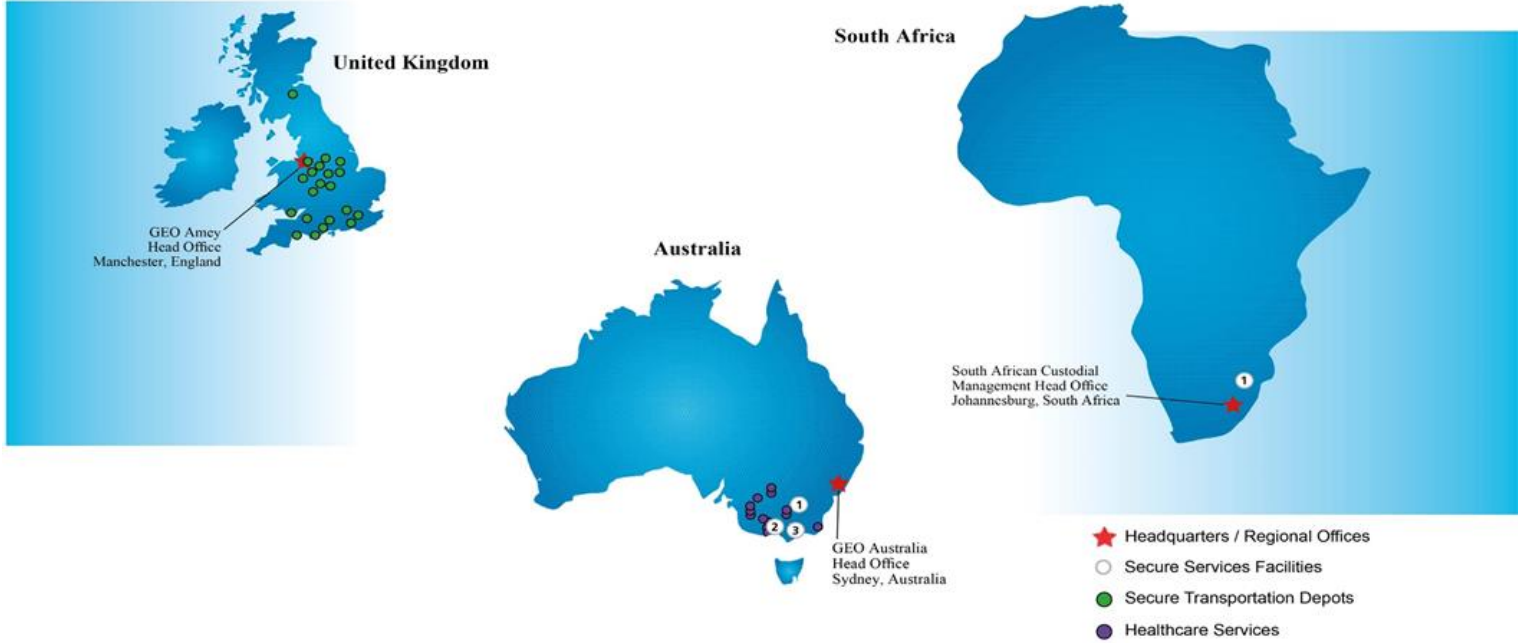 United Kingdom
GEO Amey
Head Office
Manchester, England
Australia
1
2
3
GEO Australia
Head Office
Sydney, Australia
South Africa
1
South African Custodial
Management Head Office
Johannesburg, South Africa
Headquarters / Regional Offices
Secure Services Facilities
Secure Transportation Depots
Healthcare Services